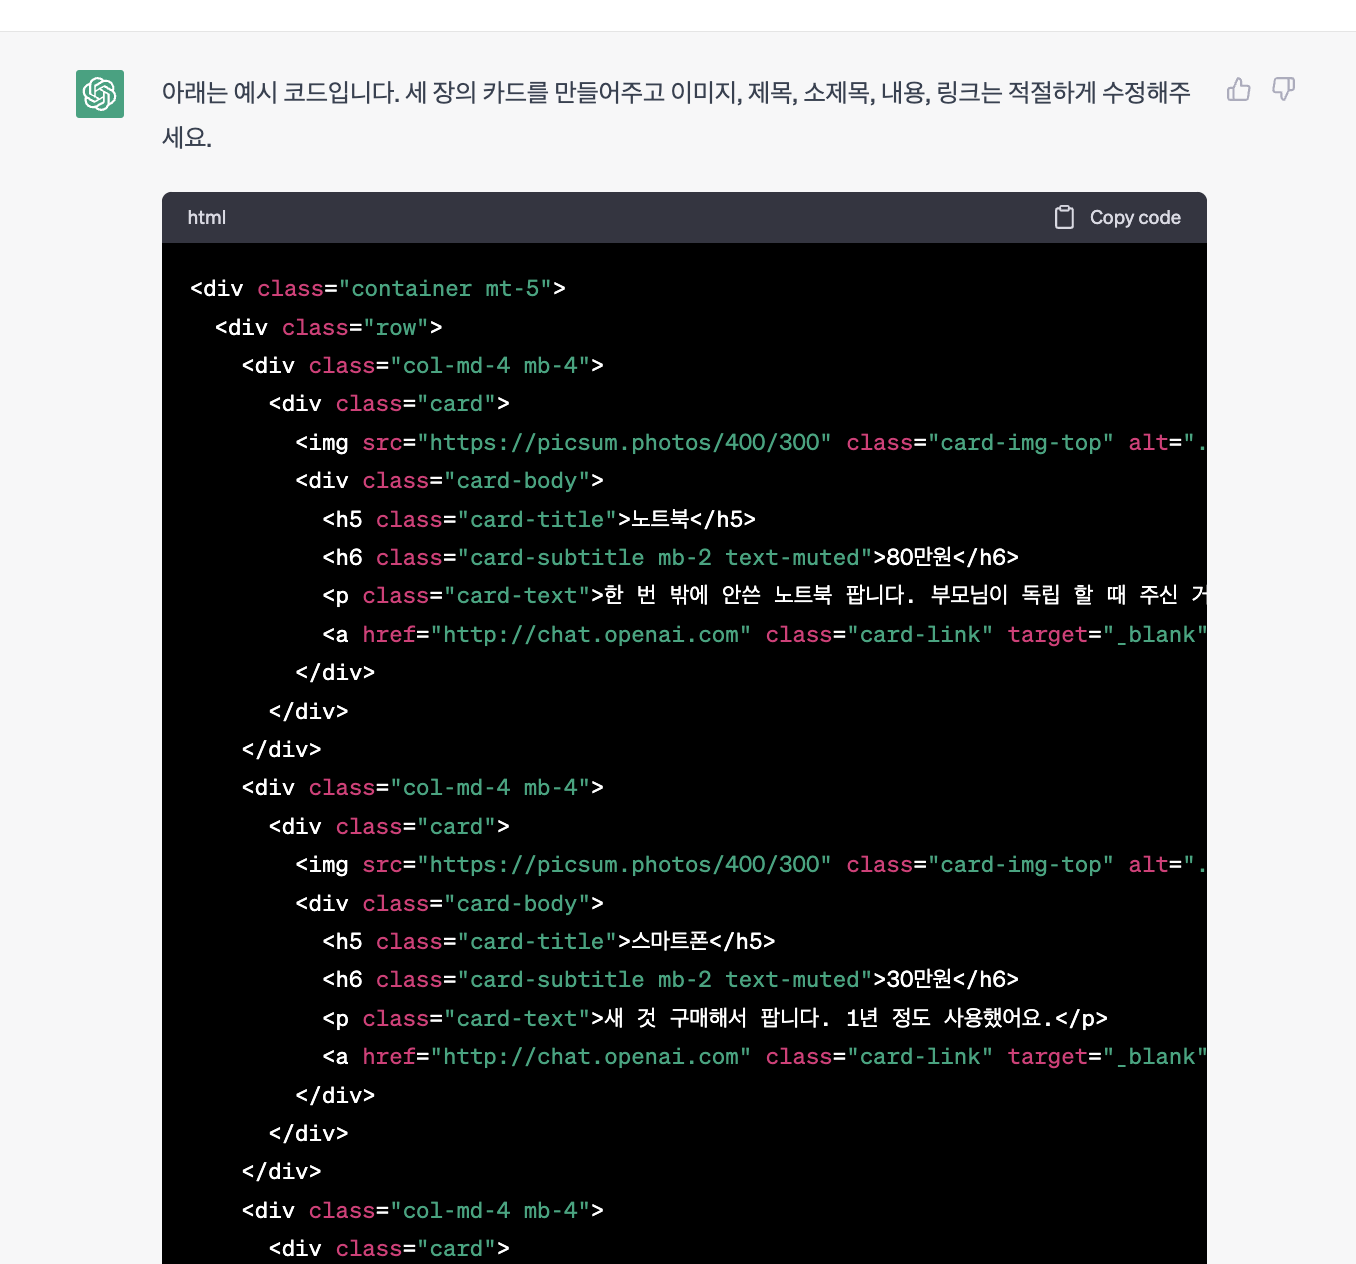 아래는 예시 코드입니다. 세 장의 카드를 만들어주고 이미지, 제목, 소제목, 내용, 링크는 적절하게 수정해주
세요.
html
Copy code
<div class="container mt-5">
  <div class="row">
    <div class="col-md-4 mb-4">
      <div class="card">
        <img src="https://picsum.photos/400/300" class="card-img-top" alt=".
        <div class="card-body">
          <h5 class="card-title">노트북</h5>
          <h6 class="card-subtitle mb-2 text-muted">80만원</h6>
          <p class="card-text">한 번 밖에 안쓴 노트북 팝니다. 부모님이 독립 할 때 주신 거
          <a href="http://chat.openai.com" class="card-link" target="_blank"
        </div>
      </div>
    </div>
    <div class="col-md-4 mb-4">
      <div class="card">
        <img src="https://picsum.photos/400/300" class="card-img-top" alt=".
        <div class="card-body">
          <h5 class="card-title">스마트폰</h5>
          <h6 class="card-subtitle mb-2 text-muted">30만원</h6>
          <p class="card-text">새 것 구매해서 팝니다. 1년 정도 사용했어요.</p>
          <a href="http://chat.openai.com" class="card-link" target="_blank"
        </div>
      </div>
    </div>
    <div class="col-md-4 mb-4">
      <div class="card">